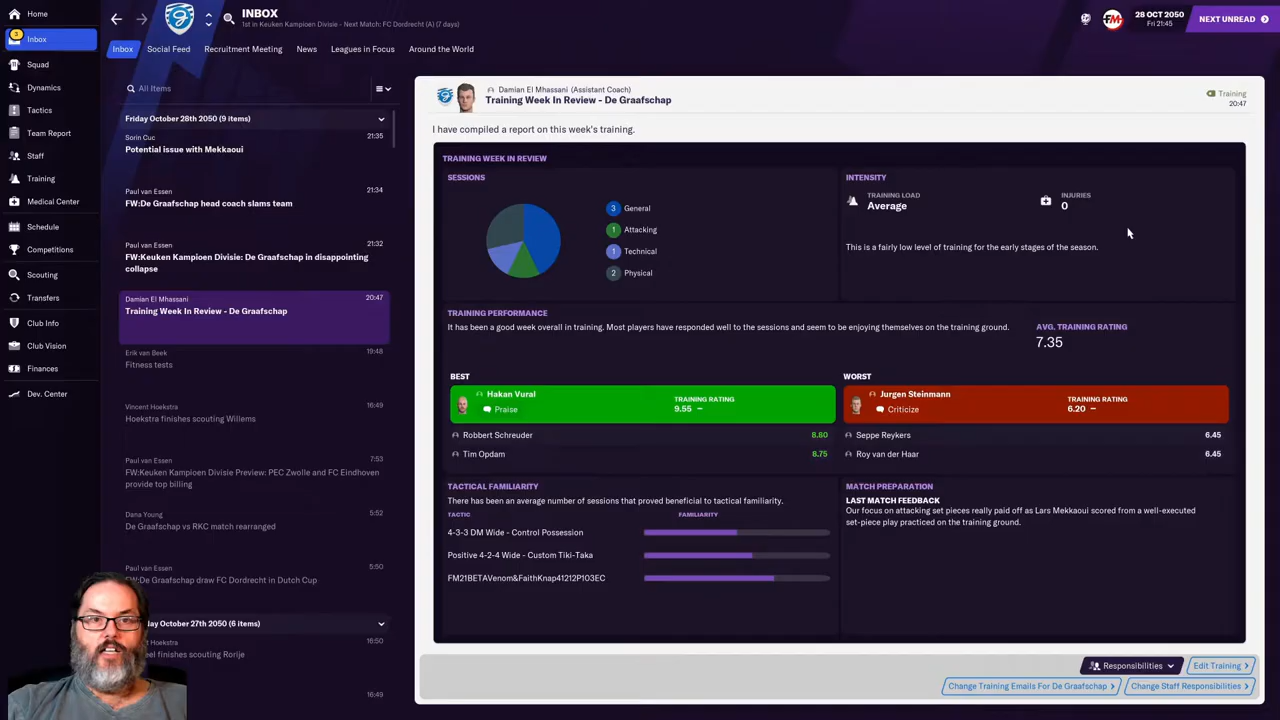 Home
INBOX
1st in Keuken Kampioen Divisie - Next Match: FC Dordrecht (A) (7 days)
FM
28 OCT 2050
Fri 21:45
NEXT UNREAD
3
Inbox
Squad
Dynamics
Tactics
Team Report
Staff
Training
Medical Center
Schedule
Competitions
Scouting
Transfers
Club Info
Club Vision
Finances
Dev. Center
Inbox
Social Feed
Recruitment Meeting
News
Leagues in Focus
Around the World
All Items
Friday October 28th 2050 (9 items)
Sorin Cuc
21:35
Potential issue with Mekkaoui
Paul van Essen
21:34
FW:De Graafschap head coach slams team
Paul van Essen
21:32
FW:Keuken Kampioen Divisie: De Graafschap in disappointing
collapse
Damian El Mhassani
20:47
Training Week In Review - De Graafschap
Erik van Beek
19:48
Fitness tests
Vincent Hoekstra
16:49
Hoekstra finishes scouting Willems
Paul van Essen
7:53
FW:Keuken Kampioen Divisie Preview: PEC Zwolle and FC Eindhoven
provide top billing
Dana Young
5:52
De Graafschap vs RKC match rearranged
Paul van Essen
5:50
FW:De Graafschap draw FC Dordrecht in Dutch Cup
October 27th 2050 (6 items)
Hoekstra
16:50
finishes scouting Rorije
16:49
Damian El Mhassani (Assistant Coach)
Training Week In Review - De Graafschap
Training
20:47
I have compiled a report on this week's training.
TRAINING WEEK IN REVIEW
SESSIONS
3 General
1 Attacking
1 Technical
2 Physical
INTENSITY
TRAINING LOAD
Average
INJURIES
0
This is a fairly low level of training for the early stages of the season.
TRAINING PERFORMANCE
It has been a good week overall in training. Most players have responded well to the sessions and seem to be enjoying themselves on the training ground.
AVG. TRAINING RATING
7.35
BEST
Hakan Vural
Praise
TRAINING RATING
9.55 –
Robbert Schreuder
8.80
Tim Opdam
8.75
WORST
Jurgen Steinmann
Criticize
TRAINING RATING
6.20 –
Seppe Reykers
6.45
Roy van der Haar
6.45
TACTICAL FAMILIARITY
There has been an average number of sessions that proved beneficial to tactical familiarity.
TACTIC
FAMILIARITY
4-3-3 DM Wide - Control Possession
Positive 4-2-4 Wide - Custom Tiki-Taka
FM21BETAVenom&FaithKnap41212P103EC
MATCH PREPARATION
LAST MATCH FEEDBACK
Our focus on attacking set pieces really paid off as Lars Mekkaoui scored from a well-executed
set-piece play practiced on the training ground.
Responsibilities
Edit Training
Change Training Emails For De Graafschap
Change Staff Responsibilities